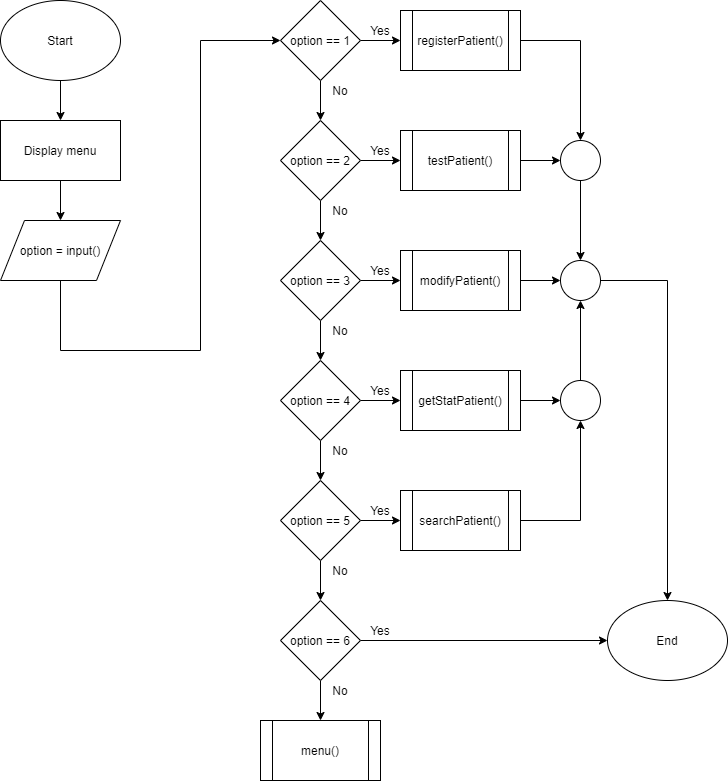 Start
Display menu
option = input()
option == 1
Yes
registerPatient()
No
option == 2
Yes
testPatient()
No
option == 3
Yes
modifyPatient()
No
option == 4
Yes
getStatPatient()
No
option == 5
Yes
searchPatient()
No
option == 6
Yes
End
No
menu()